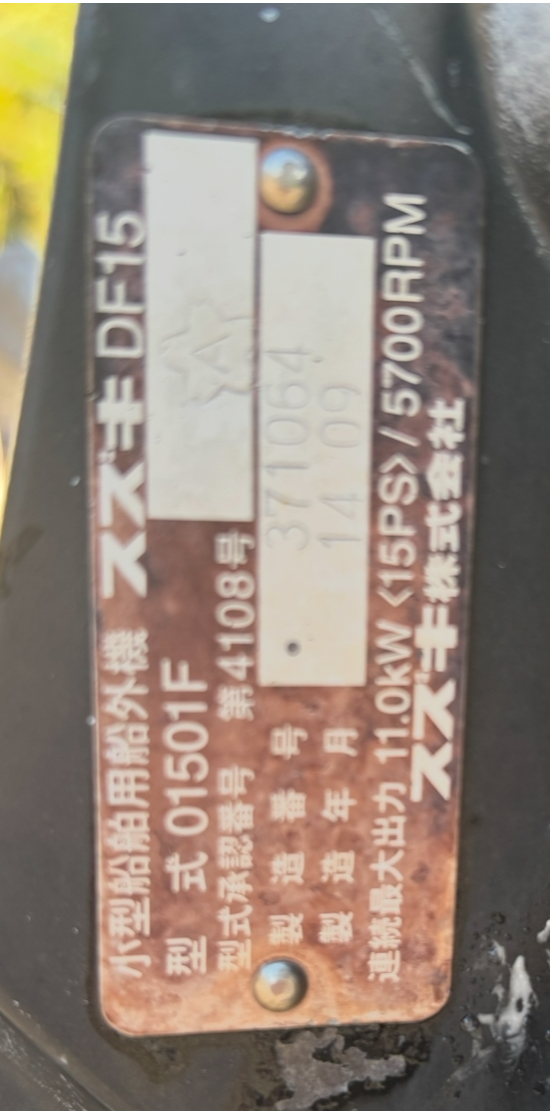 小型船舶用船外機 スズキ DF15
型 式 01501F
A
型式承認番号 第4108号
製 造 番 号 371064
製 造 年 月 14 09
連続最大出力 11.0kW <15PS> / 5700RPM
スズキ株式会社